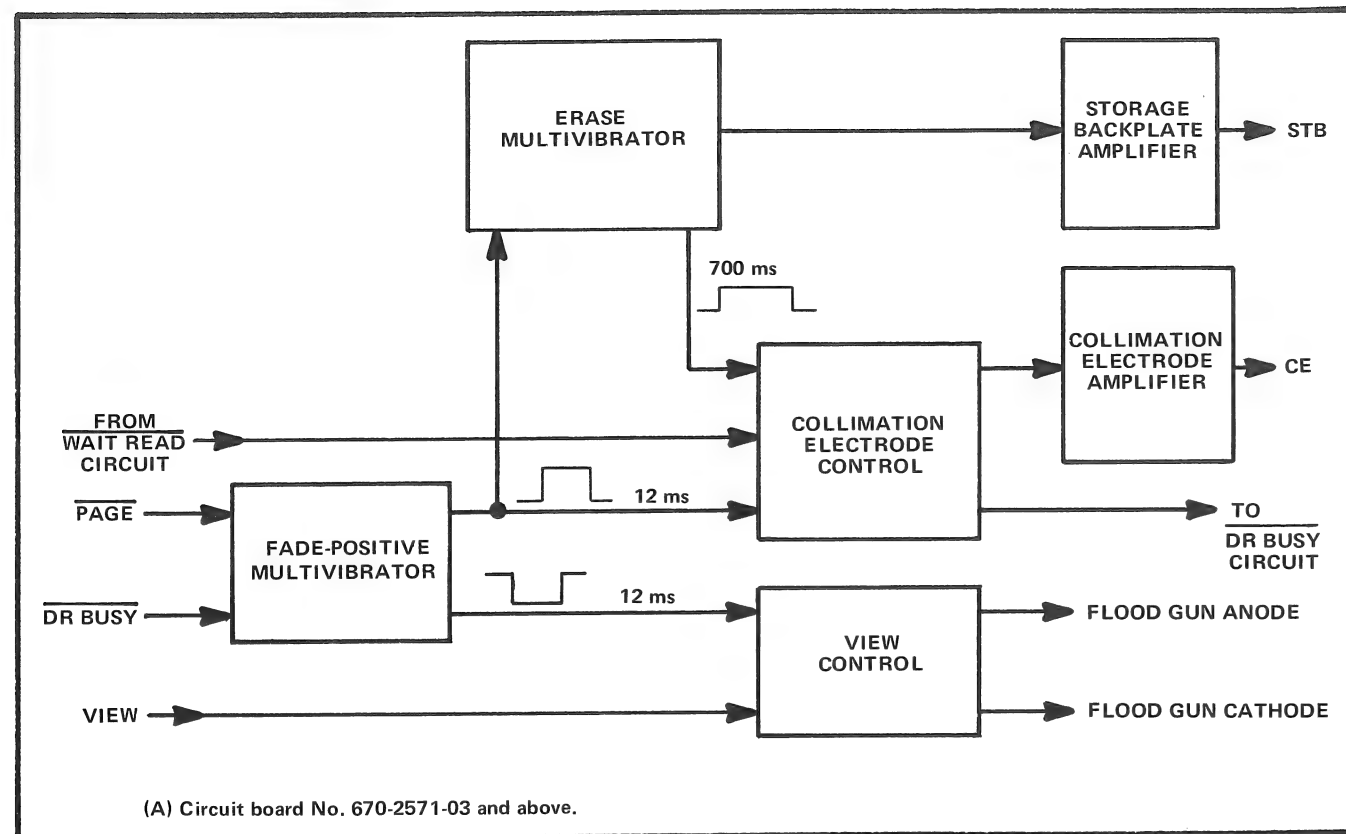 ERASE
MULTIVIBRATOR
STORAGE
BACKPLATE
AMPLIFIER
STB
700 ms
COLLIMATION
ELECTRODE
AMPLIFIER
CE
FROM
WAIT READ
CIRCUIT
COLLIMATION
ELECTRODE
CONTROL
PAGE
12 ms
TO
DR BUSY
CIRCUIT
FADE-POSITIVE
MULTIVIBRATOR
DR BUSY
12 ms
FLOOD GUN ANODE
VIEW
CONTROL
VIEW
FLOOD GUN CATHODE
(A) Circuit board No. 670-2571-03 and above.